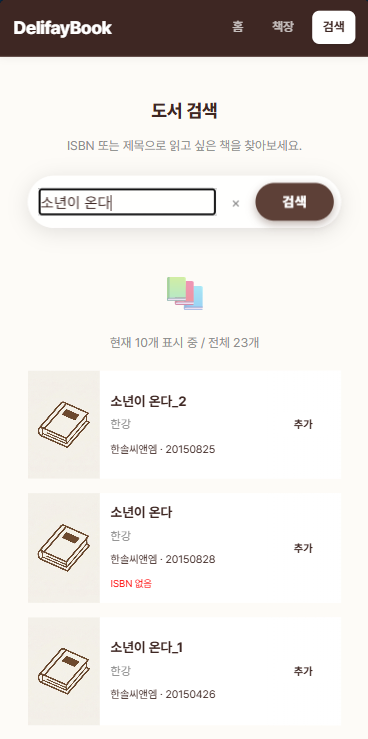 DelifayBook
홈
책장
검색
도서 검색
ISBN 또는 제목으로 읽고 싶은 책을 찾아보세요.
소년이 온다
×
검색
현재 10개 표시 중 / 전체 23개
소년이 온다_2
한강
추가
한솔씨앤엠 · 20150825
소년이 온다
한강
추가
한솔씨앤엠 · 20150828
ISBN 없음
소년이 온다_1
한강
추가
한솔씨앤엠 · 20150426